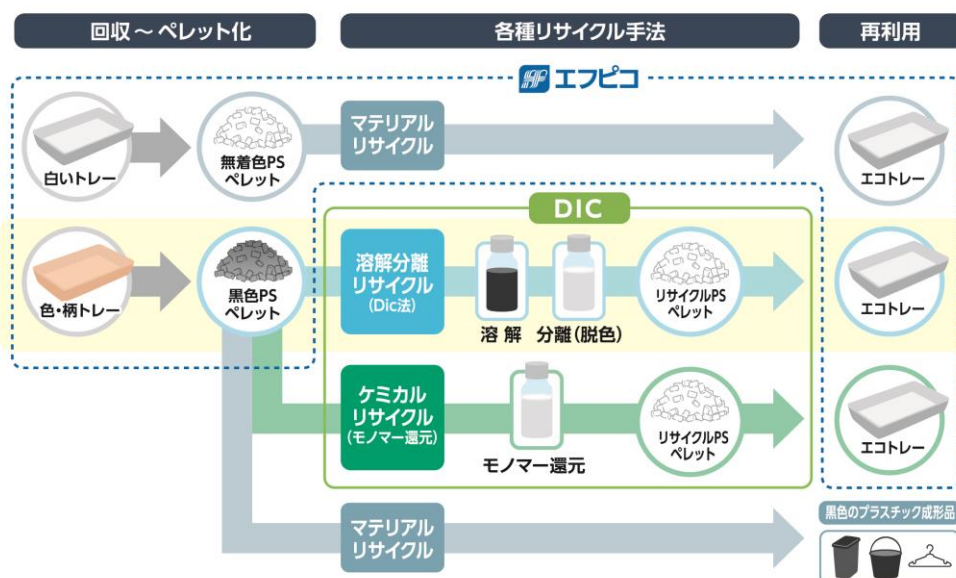 回収～ペレット化
各種リサイクル手法
再利用
FP エフピコ
白いトレー
無着色PS
ペレット
マテリアル
リサイクル
エコトレー
DIC
色・柄トレー
黒色PS
ペレット
溶解分離
リサイクル
(Dic法)
溶解
分離(脱色)
リサイクルPS
ペレット
エコトレー
ケミカル
リサイクル
(モノマー還元)
モノマー還元
リサイクルPS
ペレット
エコトレー
マテリアル
リサイクル
黒色のプラスチック成形品